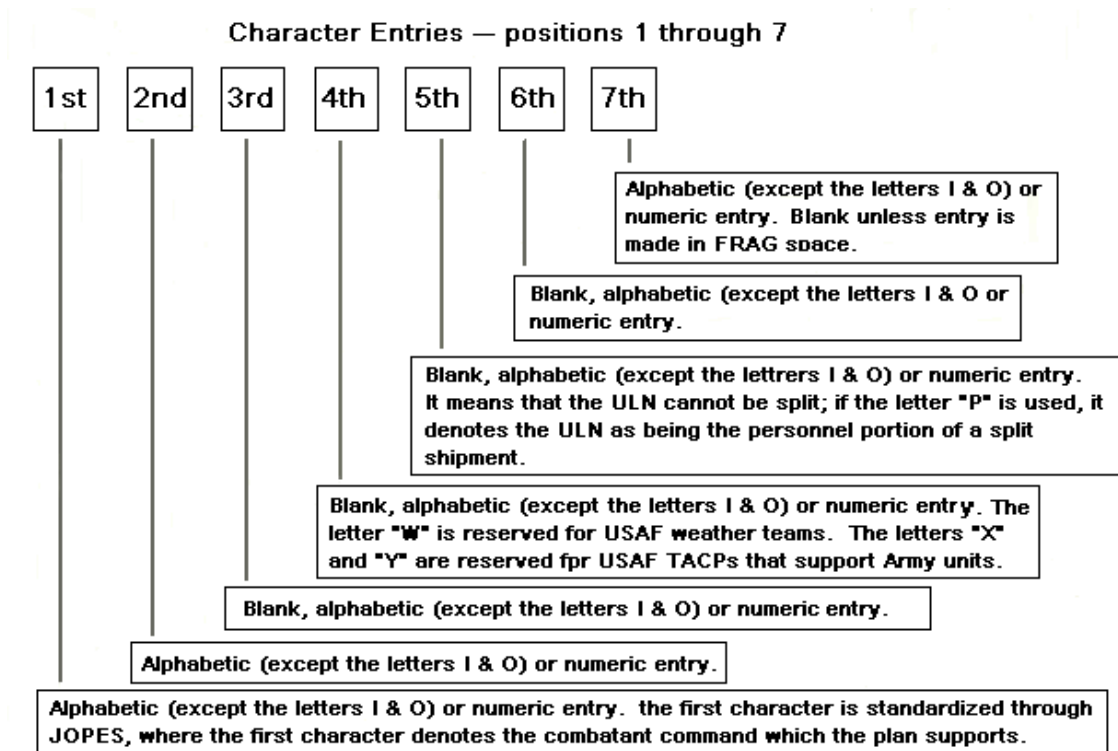 Character Entries — positions 1 through 7
1st 2nd 3rd 4th 5th 6th 7th
Alphabetic (except the letters I & O) or
numeric entry. Blank unless entry is
made in FRAG space.
Blank, alphabetic (except the letters I & O or
numeric entry.
Blank, alphabetic (except the lettrers I & O) or numeric entry.
It means that the ULN cannot be split; if the letter "P" is used, it
denotes the ULN as being the personnel portion of a split
shipment.
Blank, alphabetic (except the letters I & O) or numeric entry. The
letter "W" is reserved for USAF weather teams. The letters "X"
and "Y" are reserved fpr USAF TACPs that support Army units.
Blank, alphabetic (except the letters I & O) or numeric entry.
Alphabetic (except the letters I & O) or numeric entry.
Alphabetic (except the letters I & O) or numeric entry. the first character is standardized through
JOPES, where the first character denotes the combatant command which the plan supports.